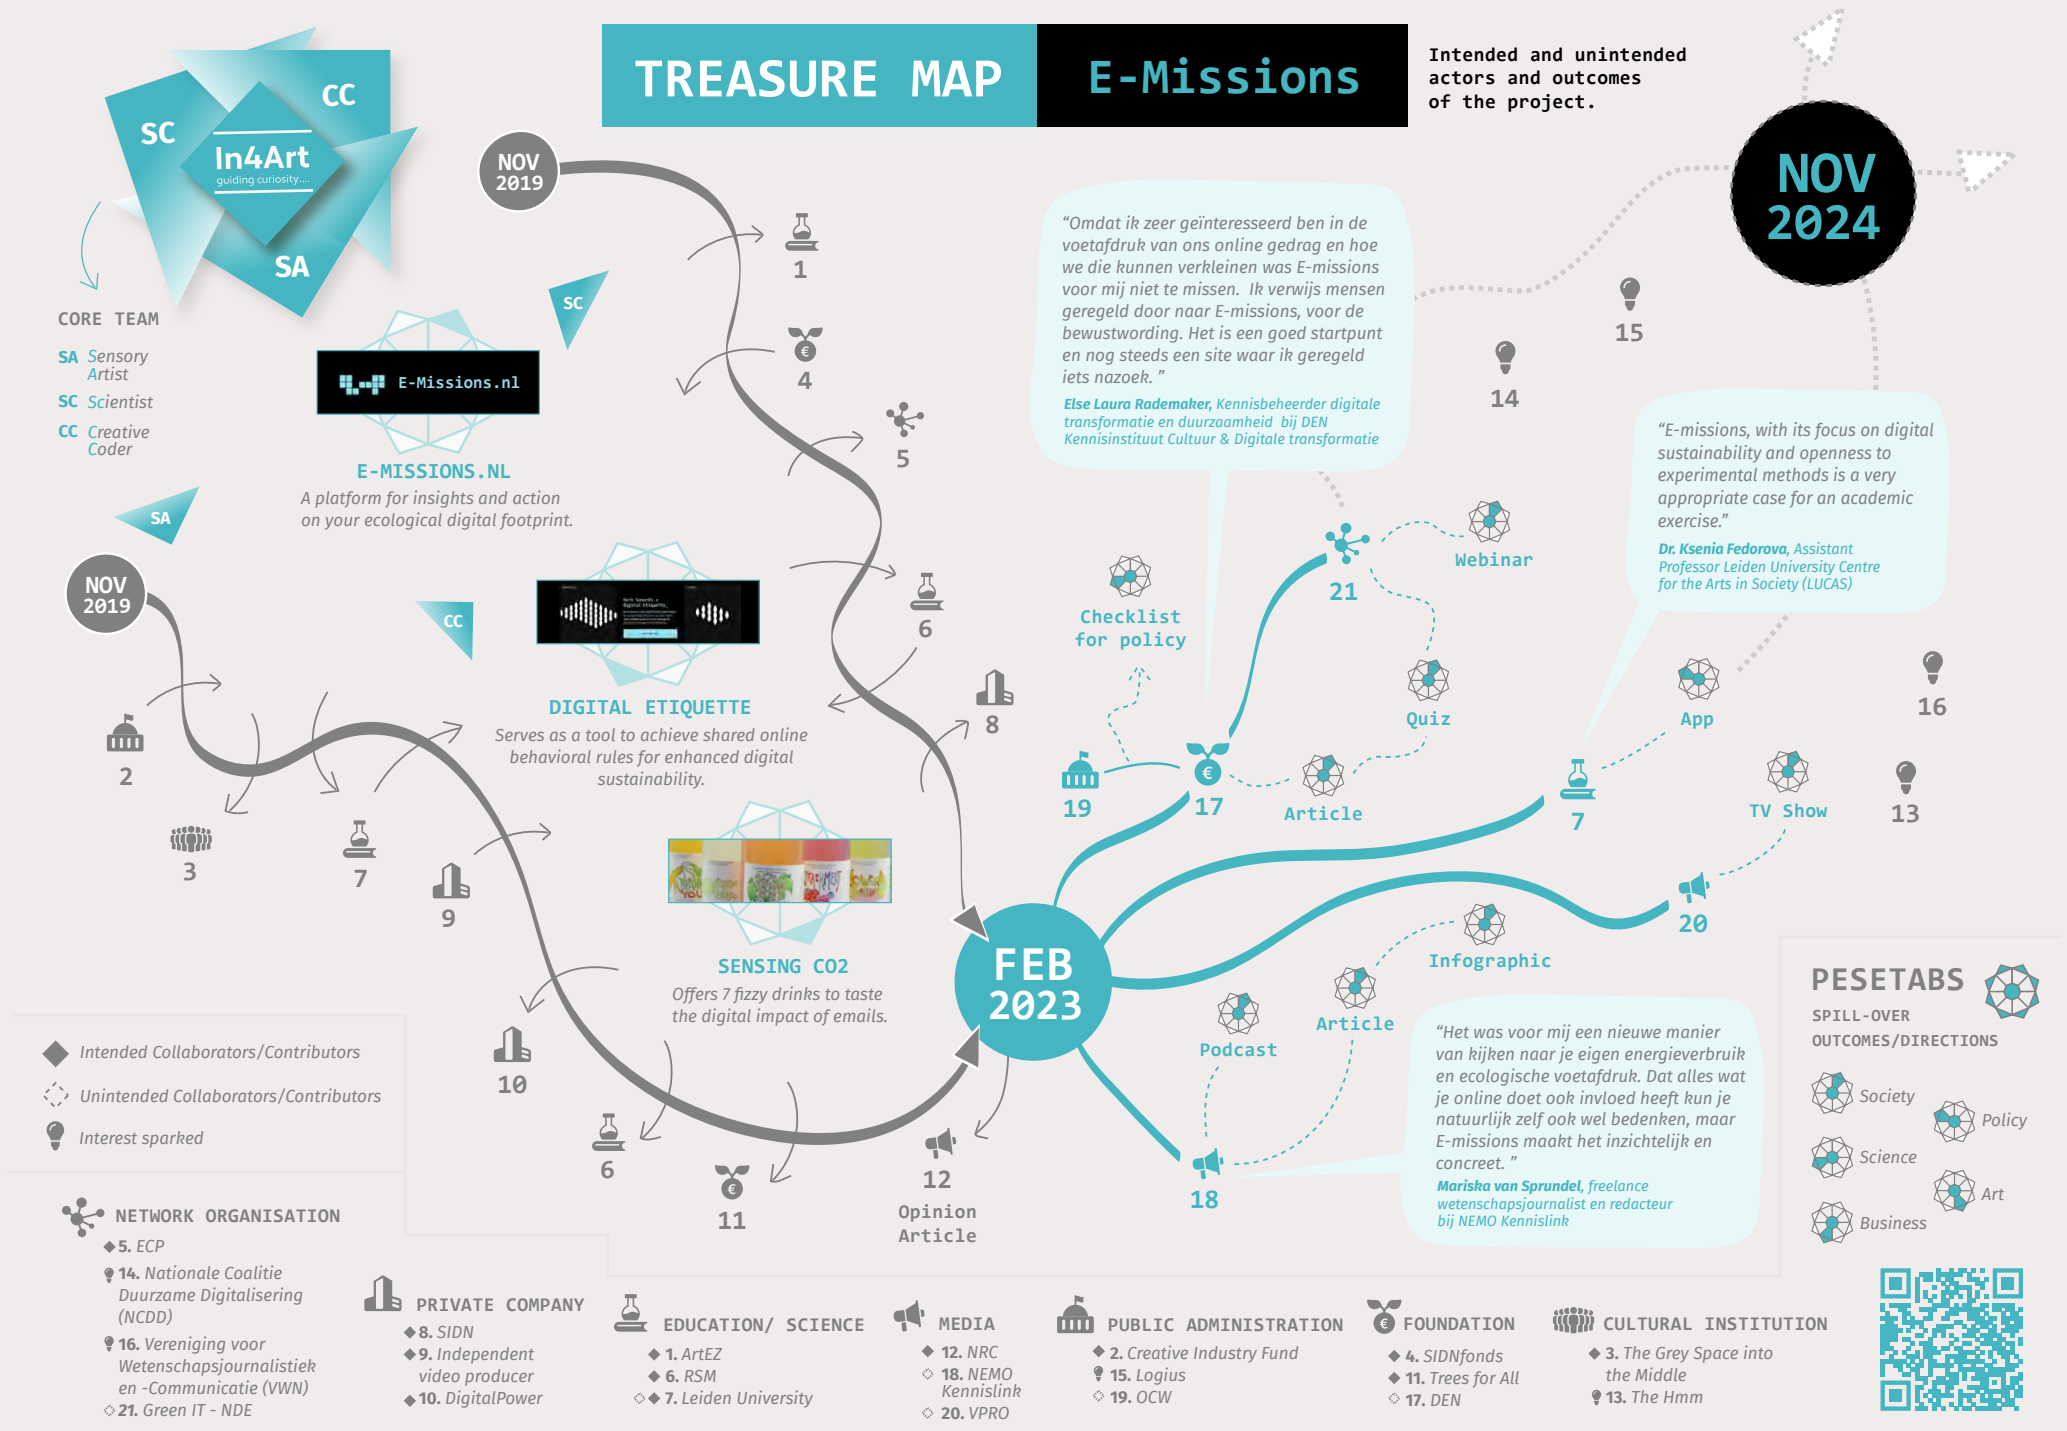 TREASURE MAP
E-Missions
Intended and unintended
actors and outcomes
of the project.
SC
CC
In4Art
guiding curiosity....
SA
CORE TEAM
SA Sensory
Artist
SC Scientist
CC Creative
Coder
NOV
2019
SC
E-Missions.nl
E-MISSIONS.NL
A platform for insights and action
on your ecological digital footprint.
SA
NOV
2019
CC
DIGITAL ETIQUETTE
Serves as a tool to achieve shared online
behavioral rules for enhanced digital
sustainability.
SENSING CO2
Offers 7 fizzy drinks to taste
the digital impact of emails.
1
4
5
6
8
2
3
7
9
10
6
11
12
Opinion
Article
FEB
2023
“Omdat ik zeer geïnteresseerd ben in de
voetafdruk van ons online gedrag en hoe
we die kunnen verkleinen was E-missions
voor mij niet te missen. Ik verwijs mensen
geregeld door naar E-missions, voor de
bewustwording. Het is een goed startpunt
en nog steeds een site waar ik geregeld
iets nazoek. ”
Else Laura Rademaker, Kennisbeheerder digitale
transformatie en duurzaamheid bij DEN
Kennisinstituut Cultuur & Digitale transformatie
NOV
2024
15
14
“E-missions, with its focus on digital
sustainability and openness to
experimental methods is a very
appropriate case for an academic
exercise.”
Dr. Ksenia Fedorova, Assistant
Professor Leiden University Centre
for the Arts in Society (LUCAS)
21
Webinar
Checklist
for policy
Quiz
App
16
19
17
Article
7
TV Show
13
20
Infographic
Article
Podcast
18
“Het was voor mij een nieuwe manier
van kijken naar je eigen energieverbruik
en ecologische voetafdruk. Dat alles wat
je online doet ook invloed heeft kun je
natuurlijk zelf ook wel bedenken, maar
E-missions maakt het inzichtelijk en
concreet. ”
Mariska van Sprundel, freelance
wetenschapsjournalist en redacteur
bij NEMO Kennislink
PESETABS
SPILL-OVER
OUTCOMES/DIRECTIONS
Society
Policy
Science
Art
Business
Intended Collaborators/Contributors
Unintended Collaborators/Contributors
Interest sparked
NETWORK ORGANISATION
5. ECP
14. Nationale Coalitie
Duurzame Digitalisering
(NCDD)
16. Vereniging voor
Wetenschapsjournalistiek
en -Communicatie (VWN)
21. Green IT - NDE
PRIVATE COMPANY
8. SIDN
9. Independent
video producer
10. DigitalPower
EDUCATION/ SCIENCE
1. ArtEZ
6. RSM
7. Leiden University
MEDIA
12. NRC
18. NEMO
Kennislink
20. VPRO
PUBLIC ADMINISTRATION
2. Creative Industry Fund
15. Logius
19. OCW
FOUNDATION
4. SIDNfonds
11. Trees for All
17. DEN
CULTURAL INSTITUTION
3. The Grey Space into
the Middle
13. The Hmm